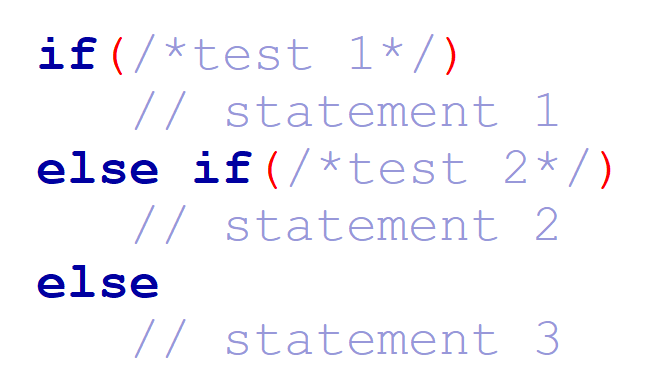 if(/*test 1*/)
// statement 1
else if(/*test 2*/)
// statement 2
else
// statement 3